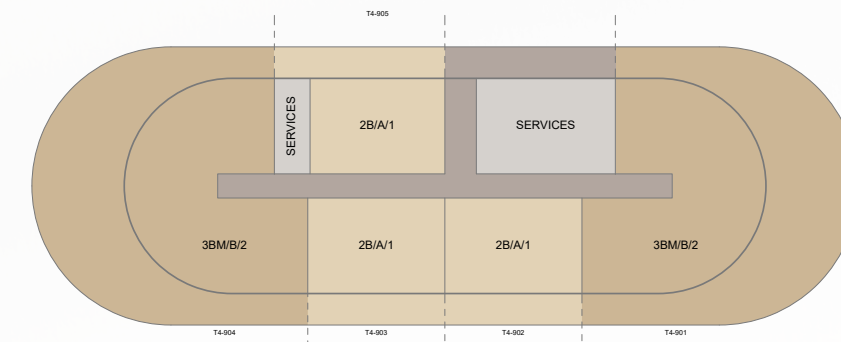 T4-905
SERVICES
2B/A/1
SERVICES
3BM/B/2
2B/A/1
2B/A/1
3BM/B/2
T4-904
T4-903
T4-902
T4-901